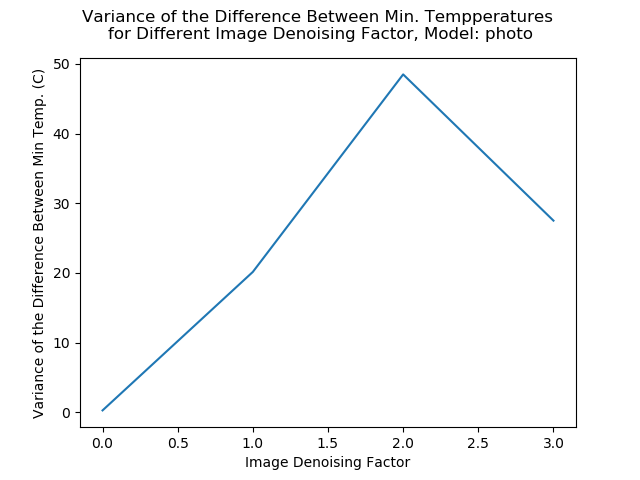 Variance of the Difference Between Min. Tempperatures
for Different Image Denoising Factor, Model: photo
Variance of the Difference Between Min Temp. (C)
50
40
30
20
10
0
0.0 0.5 1.0 1.5 2.0 2.5 3.0
Image Denoising Factor